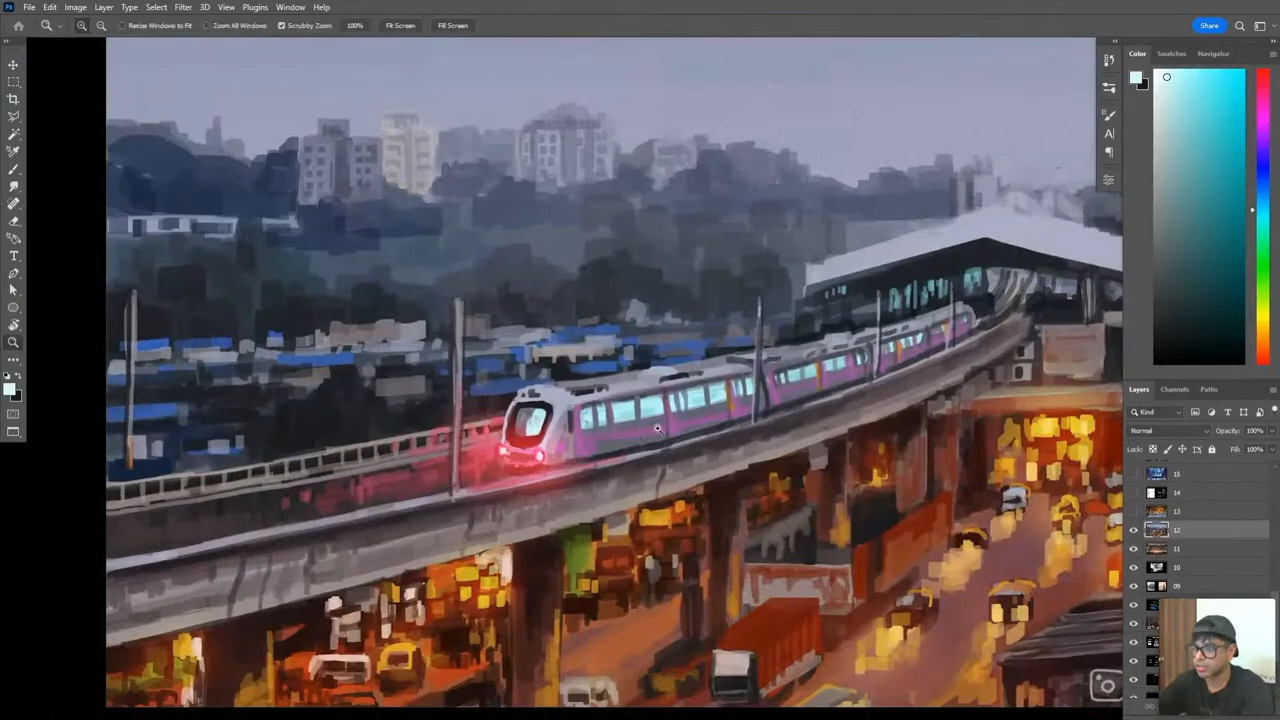 Ps File Edit Image Layer Type Select Filter 3D View Plugins Window Help
Resize Windows to Fit Zoom All Windows Scrubby Zoom 100% Fit Screen Fill Screen Share
Color Swatches Navigator
Layers Channels Paths
Kind
Normal Opacity: 100%
Lock: Fill: 100%
15
14
13
12
11
10
09